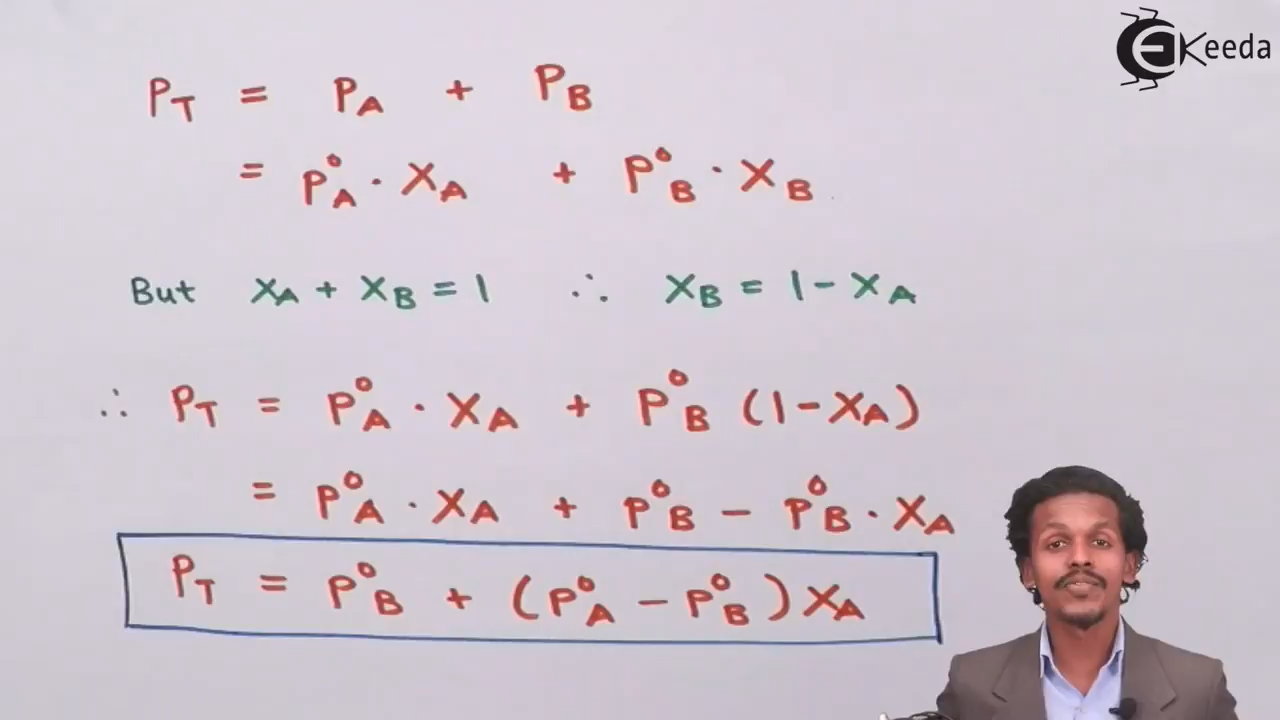 EKeeda
PT = PA + PB
= P°A · XA + P°B · XB
But XA + XB = 1 ∴ XB = 1 - XA
∴ PT = P°A · XA + P°B (1 - XA)
= P°A · XA + P°B - P°B · XA
PT = P°B + (P°A - P°B) XA